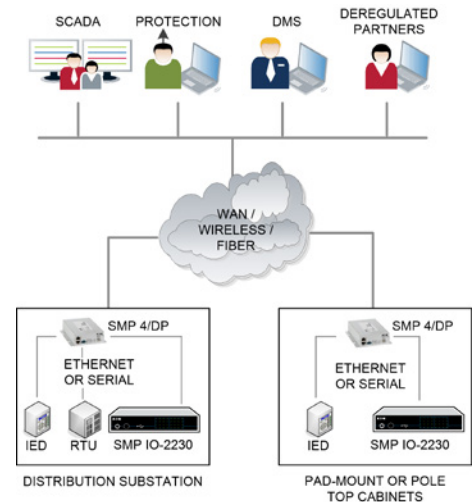 SCADA
PROTECTION
DMS
DEREGULATED
PARTNERS
WAN /
WIRELESS /
FIBER
SMP 4/DP
ETHERNET
OR SERIAL
IED
RTU
SMP IO-2230
DISTRIBUTION SUBSTATION
SMP 4/DP
ETHERNET
OR SERIAL
IED
SMP IO-2230
PAD-MOUNT OR POLE
TOP CABINETS